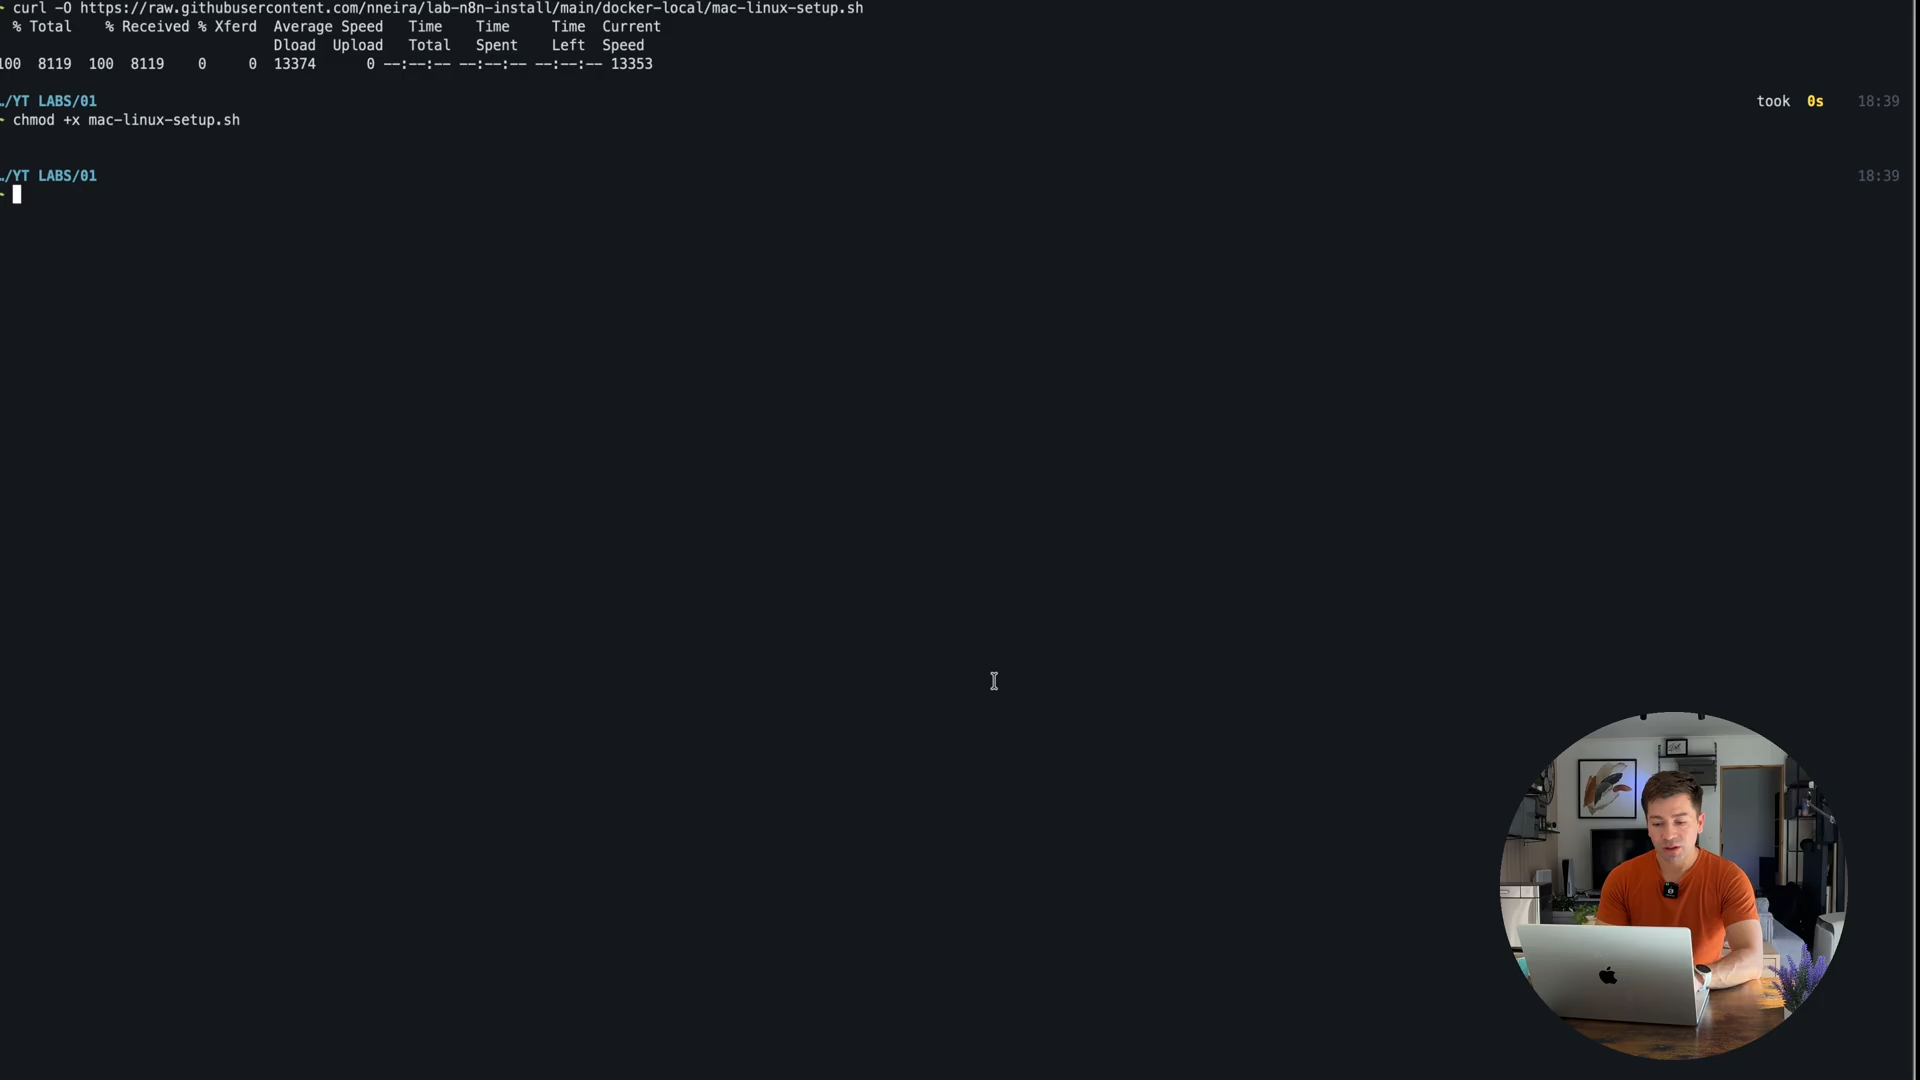 curl -O https://raw.githubusercontent.com/nneira/lab-n8n-install/main/docker-local/mac-linux-setup.sh
% Total % Received % Xferd Average Speed Time Time Time Current
Dload Upload Total Spent Left Speed
100 8119 100 8119 0 0 13374 0 --:--:-- --:--:-- --:--:-- 13353
./YT LABS/01 took 0s 18:39
chmod +x mac-linux-setup.sh
./YT LABS/01 18:39